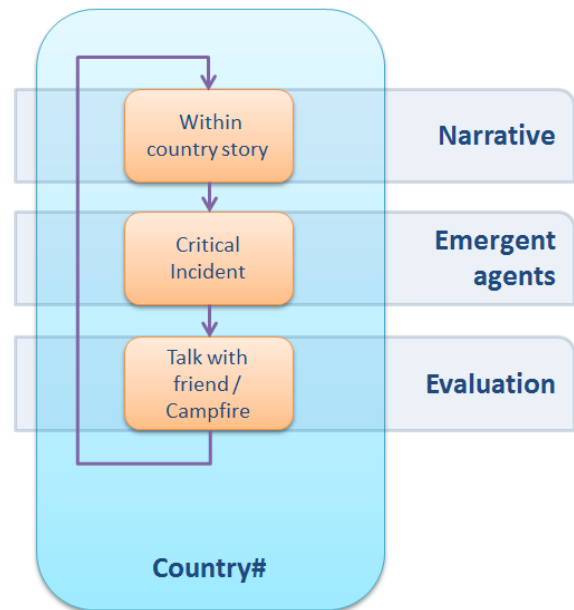 Within
country story
Narrative
Critical
Incident
Emergent
agents
Talk with
friend /
Campfire
Evaluation
Country#